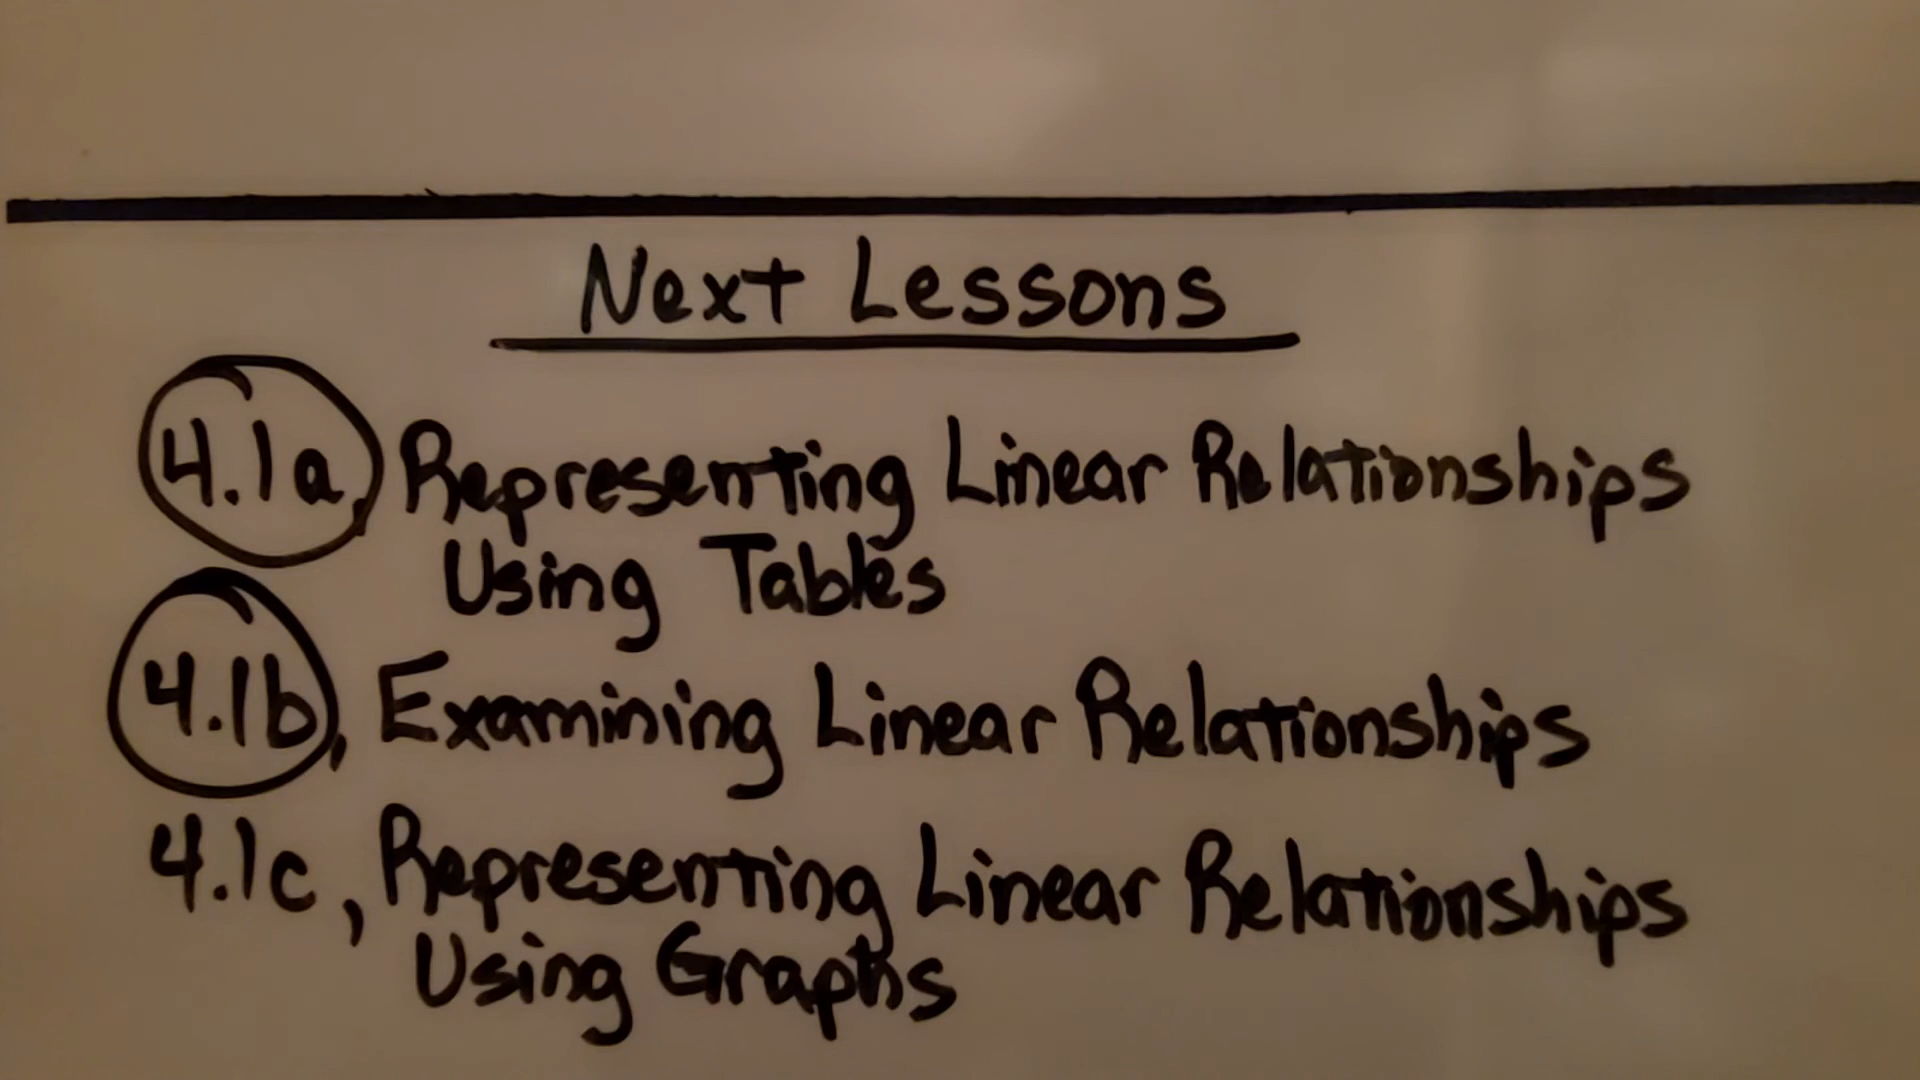 Next Lessons
4.1a, Representing Linear Relationships
Using Tables
4.1b, Examining Linear Relationships
4.1c, Representing Linear Relationships
Using Graphs